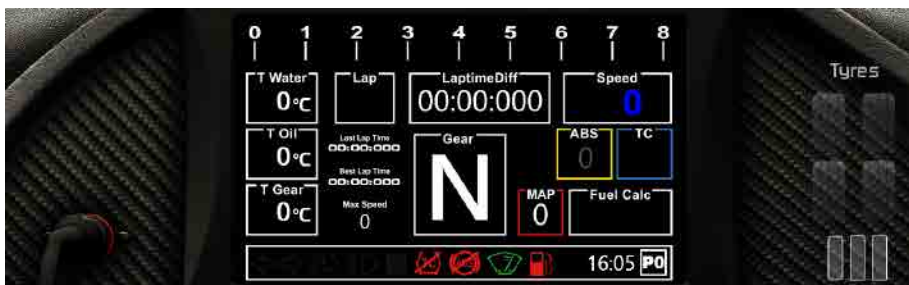 0 1 2 3 4 5 6 7 8
T Water Lap LaptimeDiff Speed
0°C 00:00:000 0
Tyres
T Oil Last Lap Time Gear ABS TC
0°C 00:00:000 N 0
Best Lap Time
00:00:000
T Gear MAP Fuel Calc
0°C Max Speed 0
0
16:05 P0